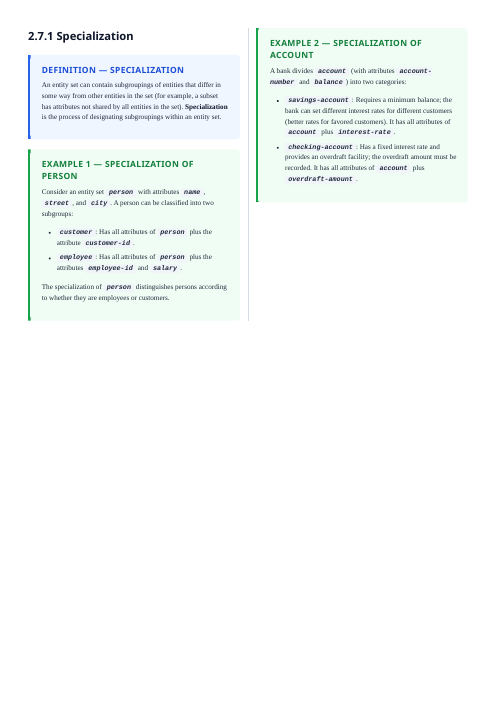 2.7.1 Specialization
DEFINITION — SPECIALIZATION
An entity set can contain subgroupings of entities that differ in
some way from other entities in the set (for example, a subset
has attributes not shared by all entities in the set). Specialization
is the process of designating subgroupings within an entity set.
EXAMPLE 1 — SPECIALIZATION OF
PERSON
Consider an entity set person with attributes name ,
street , and city . A person can be classified into two
subgroups:
• customer : Has all attributes of person plus the
attribute customer-id .
• employee : Has all attributes of person plus the
attributes employee-id and salary .
The specialization of person distinguishes persons according
to whether they are employees or customers.
EXAMPLE 2 — SPECIALIZATION OF
ACCOUNT
A bank divides account (with attributes account-
number and balance ) into two categories:
• savings-account : Requires a minimum balance; the
bank can set different interest rates for different customers
(better rates for favored customers). It has all attributes of
account plus interest-rate .
• checking-account : Has a fixed interest rate and
provides an overdraft facility; the overdraft amount must be
recorded. It has all attributes of account plus
overdraft-amount .